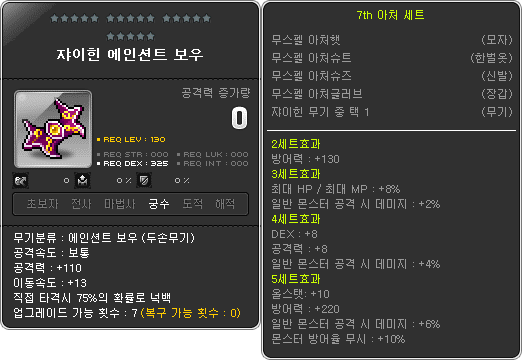 쟈이힌 에인션트 보우
공격력 증가량
0
REQ LEV : 130
REQ STR : 000
REQ LUK : 000
REQ DEX : 325
REQ INT : 000
0 0 % 0 %
초보자 전사 마법사 궁수 도적 해적
무기분류 : 에인션트 보우 (두손무기)
공격속도 : 보통
공격력 : +110
이동속도 : +13
직접 타격시 75%의 확률로 넉백
업그레이드 가능 횟수 : 7 (복구 가능 횟수 : 0)
7th 아처 세트
무스펠 아처햇 (모자)
무스펠 아처슈트 (한벌옷)
무스펠 아처슈즈 (신발)
무스펠 아처글러브 (장갑)
쟈이힌 무기 중 택 1 (무기)
2세트효과
방어력 : +130
3세트효과
최대 HP / 최대 MP : +8%
일반 몬스터 공격 시 데미지 : +2%
4세트효과
DEX : +8
공격력 : +8
일반 몬스터 공격 시 데미지 : +4%
5세트효과
올스탯: +10
방어력 : +220
일반 몬스터 공격 시 데미지 : +6%
몬스터 방어율 무시 : +10%